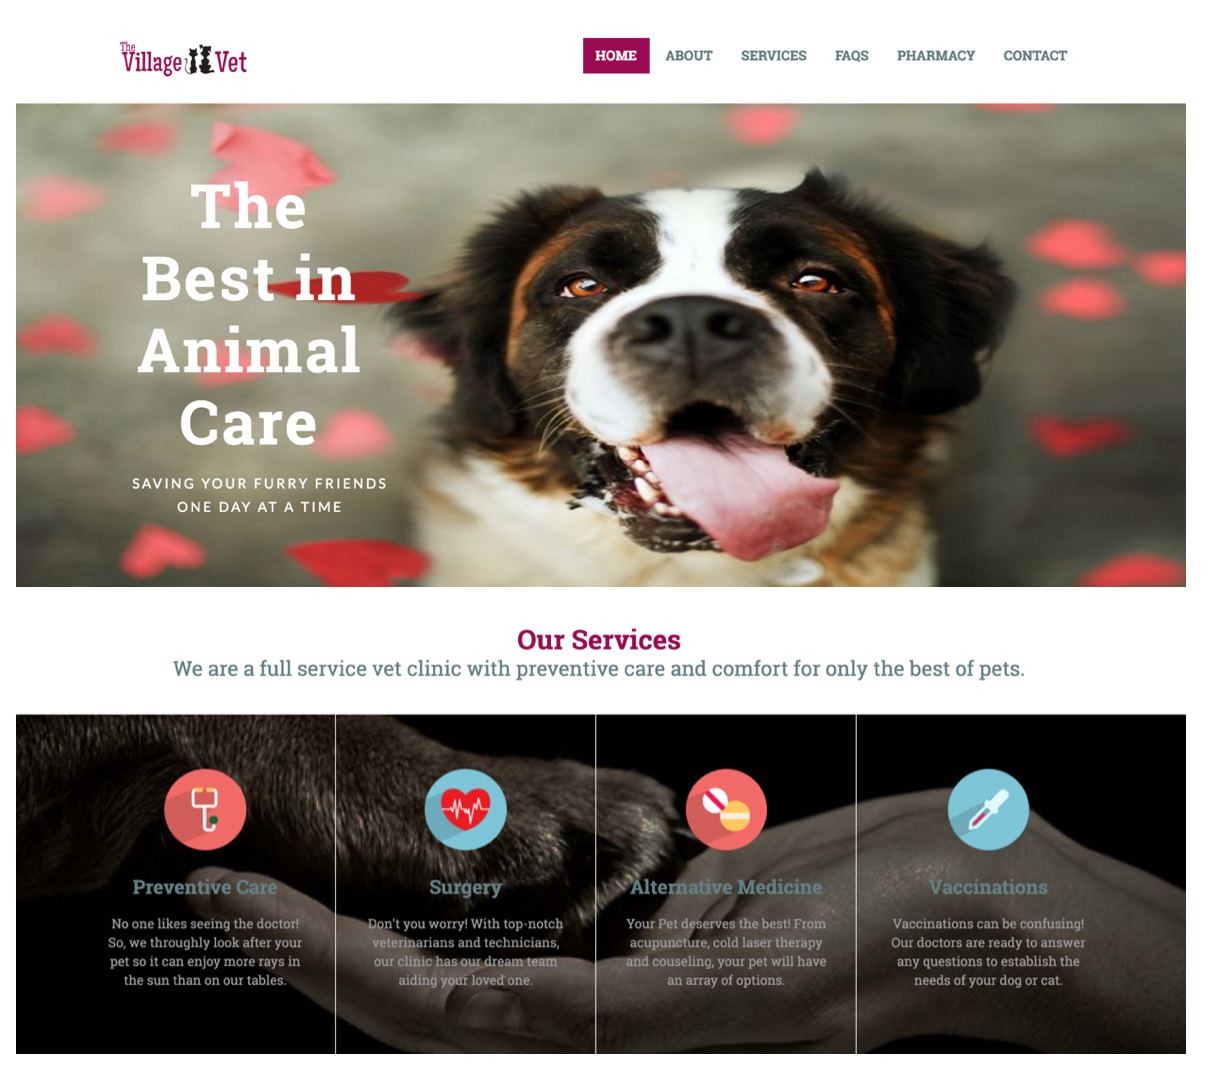 The
Village Vet
HOME ABOUT SERVICES FAQS PHARMACY CONTACT
The
Best in
Animal
Care
SAVING YOUR FURRY FRIENDS
ONE DAY AT A TIME
Our Services
We are a full service vet clinic with preventive care and comfort for only the best of pets.
Preventive Care
No one likes seeing the doctor!
So, we throughly look after your
pet so it can enjoy more rays in
the sun than on our tables.
Surgery
Don't you worry! With top-notch
veterinarians and technicians,
our clinic has our dream team
aiding your loved one.
Alternative Medicine
Your Pet deserves the best! From
acupuncture, cold laser therapy
and couseling, your pet will have
an array of options.
Vaccinations
Vaccinations can be confusing!
Our doctors are ready to answer
any questions to establish the
needs of your dog or cat.